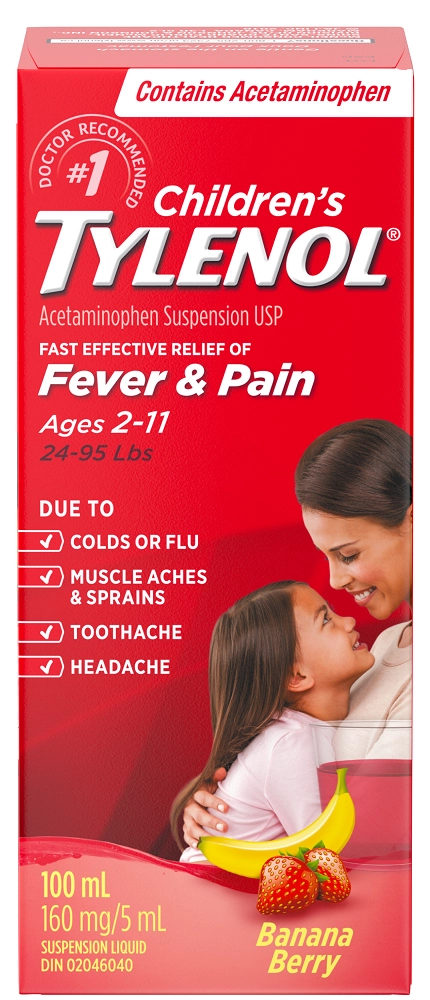 Contains Acetaminophen
DOCTOR RECOMMENDED
#1
Children's
TYLENOL®
Acetaminophen Suspension USP
FAST EFFECTIVE RELIEF OF
Fever & Pain
Ages 2-11
24-95 Lbs
DUE TO
COLDS OR FLU
MUSCLE ACHES
& SPRAINS
TOOTHACHE
HEADACHE
100 mL
160 mg/5 mL
SUSPENSION LIQUID
DIN 02046040
Banana
Berry